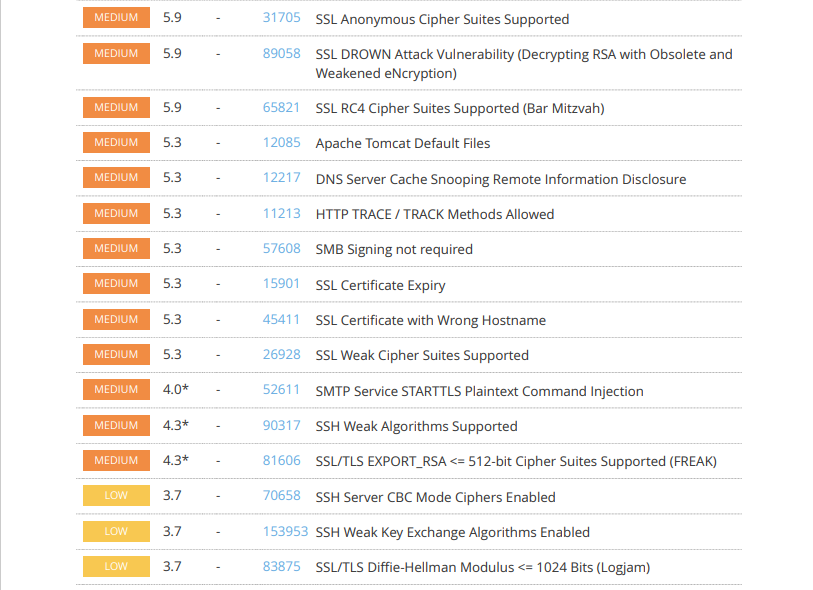 MEDIUM 5.9 - 31705 SSL Anonymous Cipher Suites Supported
MEDIUM 5.9 - 89058 SSL DROWN Attack Vulnerability (Decrypting RSA with Obsolete and
Weakened eNcryption)
MEDIUM 5.9 - 65821 SSL RC4 Cipher Suites Supported (Bar Mitzvah)
MEDIUM 5.3 - 12085 Apache Tomcat Default Files
MEDIUM 5.3 - 12217 DNS Server Cache Snooping Remote Information Disclosure
MEDIUM 5.3 - 11213 HTTP TRACE / TRACK Methods Allowed
MEDIUM 5.3 - 57608 SMB Signing not required
MEDIUM 5.3 - 15901 SSL Certificate Expiry
MEDIUM 5.3 - 45411 SSL Certificate with Wrong Hostname
MEDIUM 5.3 - 26928 SSL Weak Cipher Suites Supported
MEDIUM 4.0* - 52611 SMTP Service STARTTLS Plaintext Command Injection
MEDIUM 4.3* - 90317 SSH Weak Algorithms Supported
MEDIUM 4.3* - 81606 SSL/TLS EXPORT_RSA <= 512-bit Cipher Suites Supported (FREAK)
LOW 3.7 - 70658 SSH Server CBC Mode Ciphers Enabled
LOW 3.7 - 153953 SSH Weak Key Exchange Algorithms Enabled
LOW 3.7 - 83875 SSL/TLS Diffie-Hellman Modulus <= 1024 Bits (Logjam)